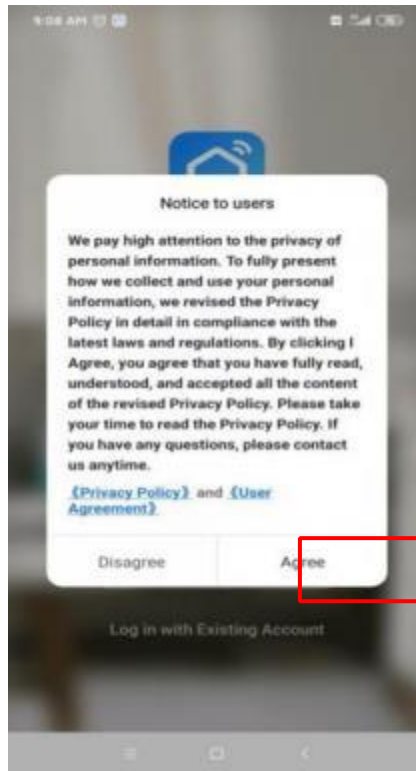 9:08 AM
Notice to users
We pay high attention to the privacy of
personal information. To fully present
how we collect and use your personal
information, we revised the Privacy
Policy in detail in compliance with the
latest laws and regulations. By clicking I
Agree, you agree that you have fully read,
understood, and accepted all the content
of the revised Privacy Policy. Please take
your time to read the Privacy Policy. If
you have any questions, please contact
us anytime.
《Privacy Policy》 and 《User
Agreement》
Disagree
Agree
Log in with Existing Account